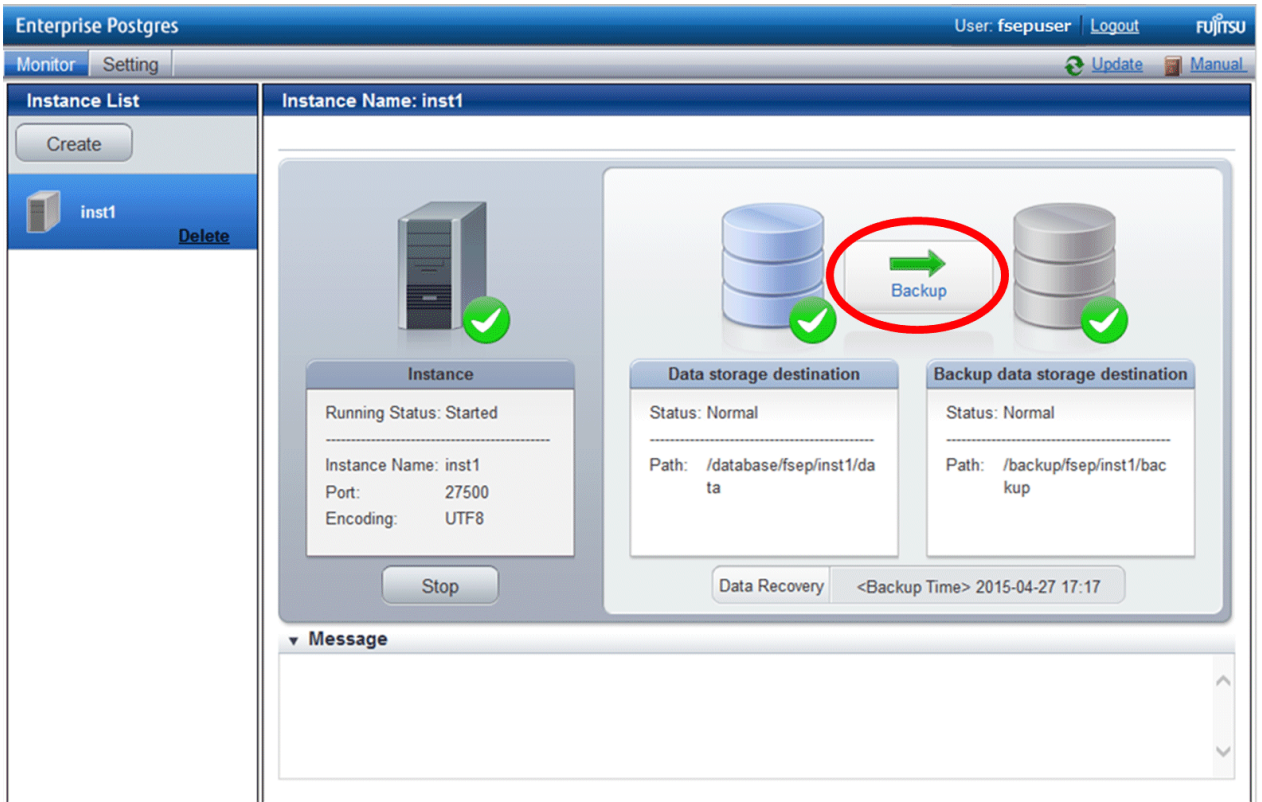 Enterprise Postgres
User: fsepuser Logout FUJITSU
Monitor Setting Update Manual
Instance List
Instance Name: inst1
Create
inst1
Delete
Backup
Instance
Running Status: Started
Instance Name: inst1
Port: 27500
Encoding: UTF8
Stop
Data storage destination
Status: Normal
Path: /database/fsep/inst1/da
ta
Backup data storage destination
Status: Normal
Path: /backup/fsep/inst1/bac
kup
Data Recovery <Backup Time> 2015-04-27 17:17
▼ Message